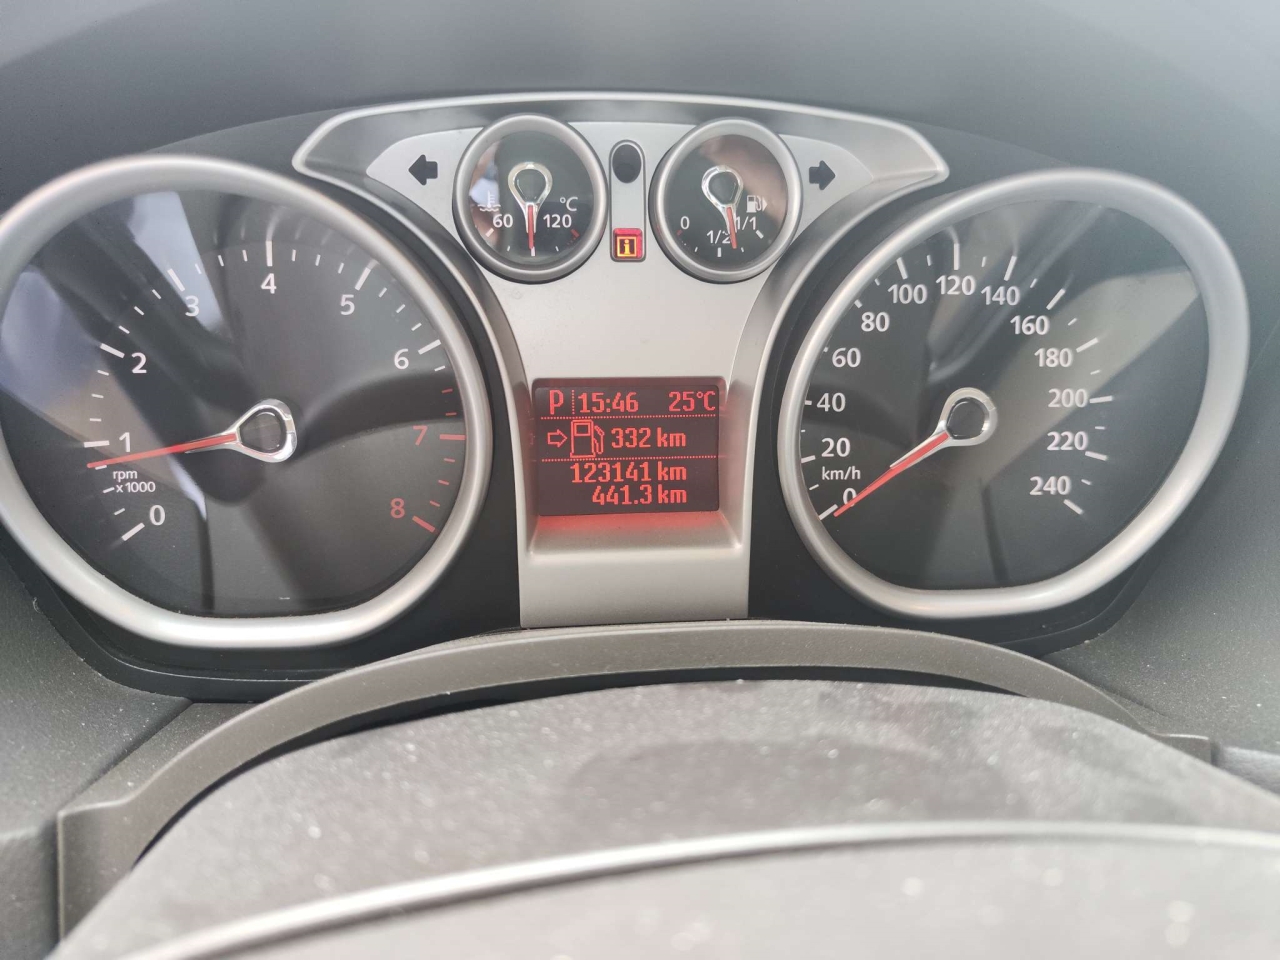 60 °C 120
0 1/2 1/1
i
0 1 2 3 4 5 6 7 8
rpm
x1000
P 15:46 25°C
332 km
123141 km
441.3 km
0 20 40 60 80 100 120 140 160 180 200 220 240
km/h